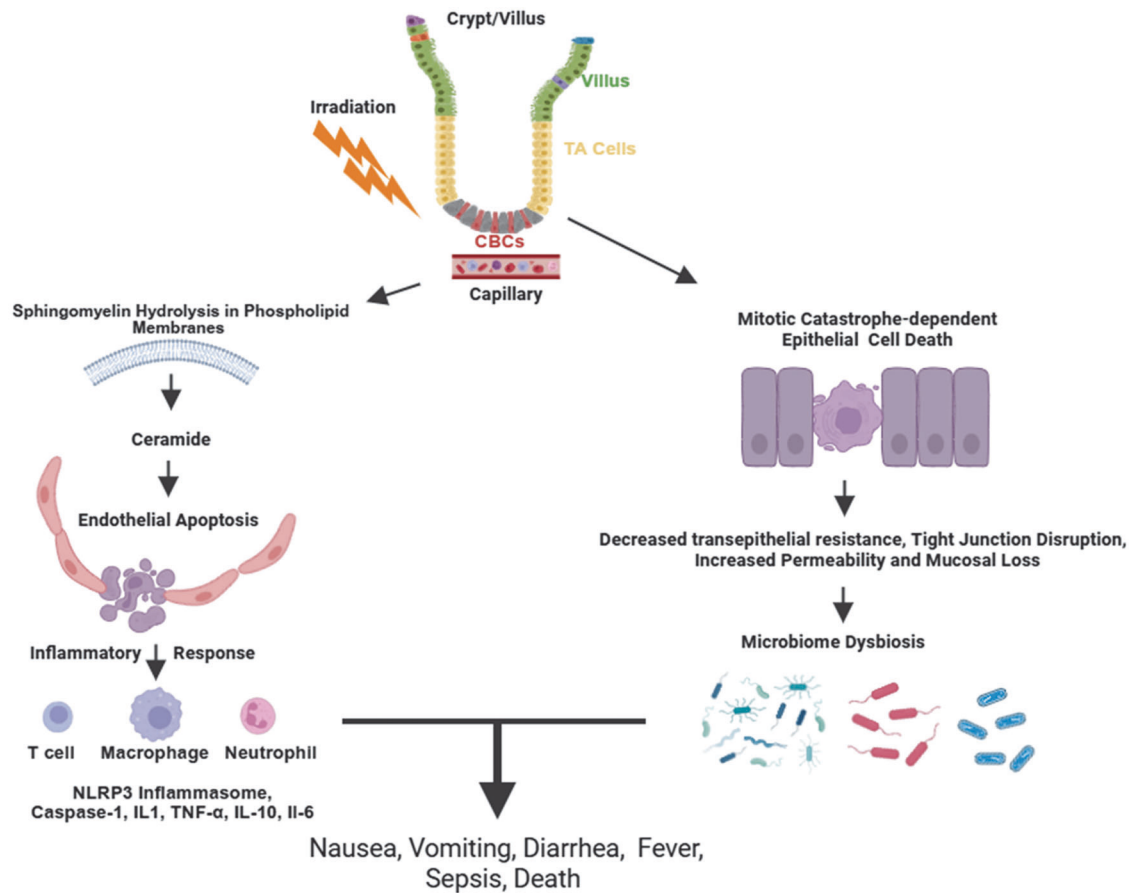 Crypt/Villus
Villus
Irradiation
TA Cells
CBCs
Capillary
Sphingomyelin Hydrolysis in Phospholipid
Membranes
Ceramide
Endothelial Apoptosis
Inflammatory Response
T cell Macrophage Neutrophil
NLRP3 Inflammasome,
Caspase-1, IL1, TNF-α, IL-10, Il-6
Mitotic Catastrophe-dependent
Epithelial Cell Death
Decreased transepithelial resistance, Tight Junction Disruption,
Increased Permeability and Mucosal Loss
Microbiome Dysbiosis
Nausea, Vomiting, Diarrhea, Fever,
Sepsis, Death